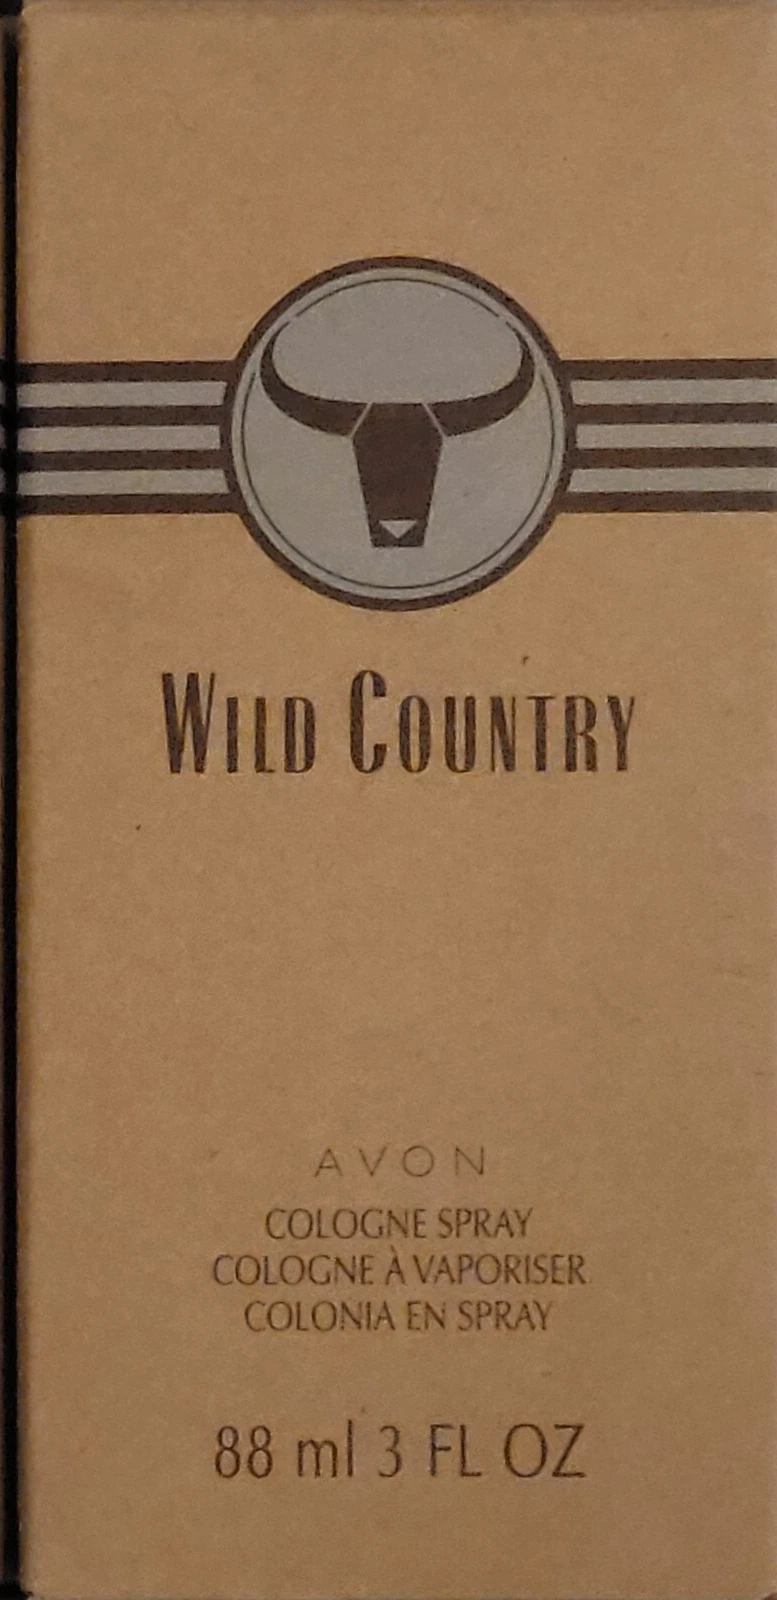 WILD COUNTRY
AVON
COLOGNE SPRAY
COLOGNE À VAPORISER
COLONIA EN SPRAY
88 ml 3 FL OZ